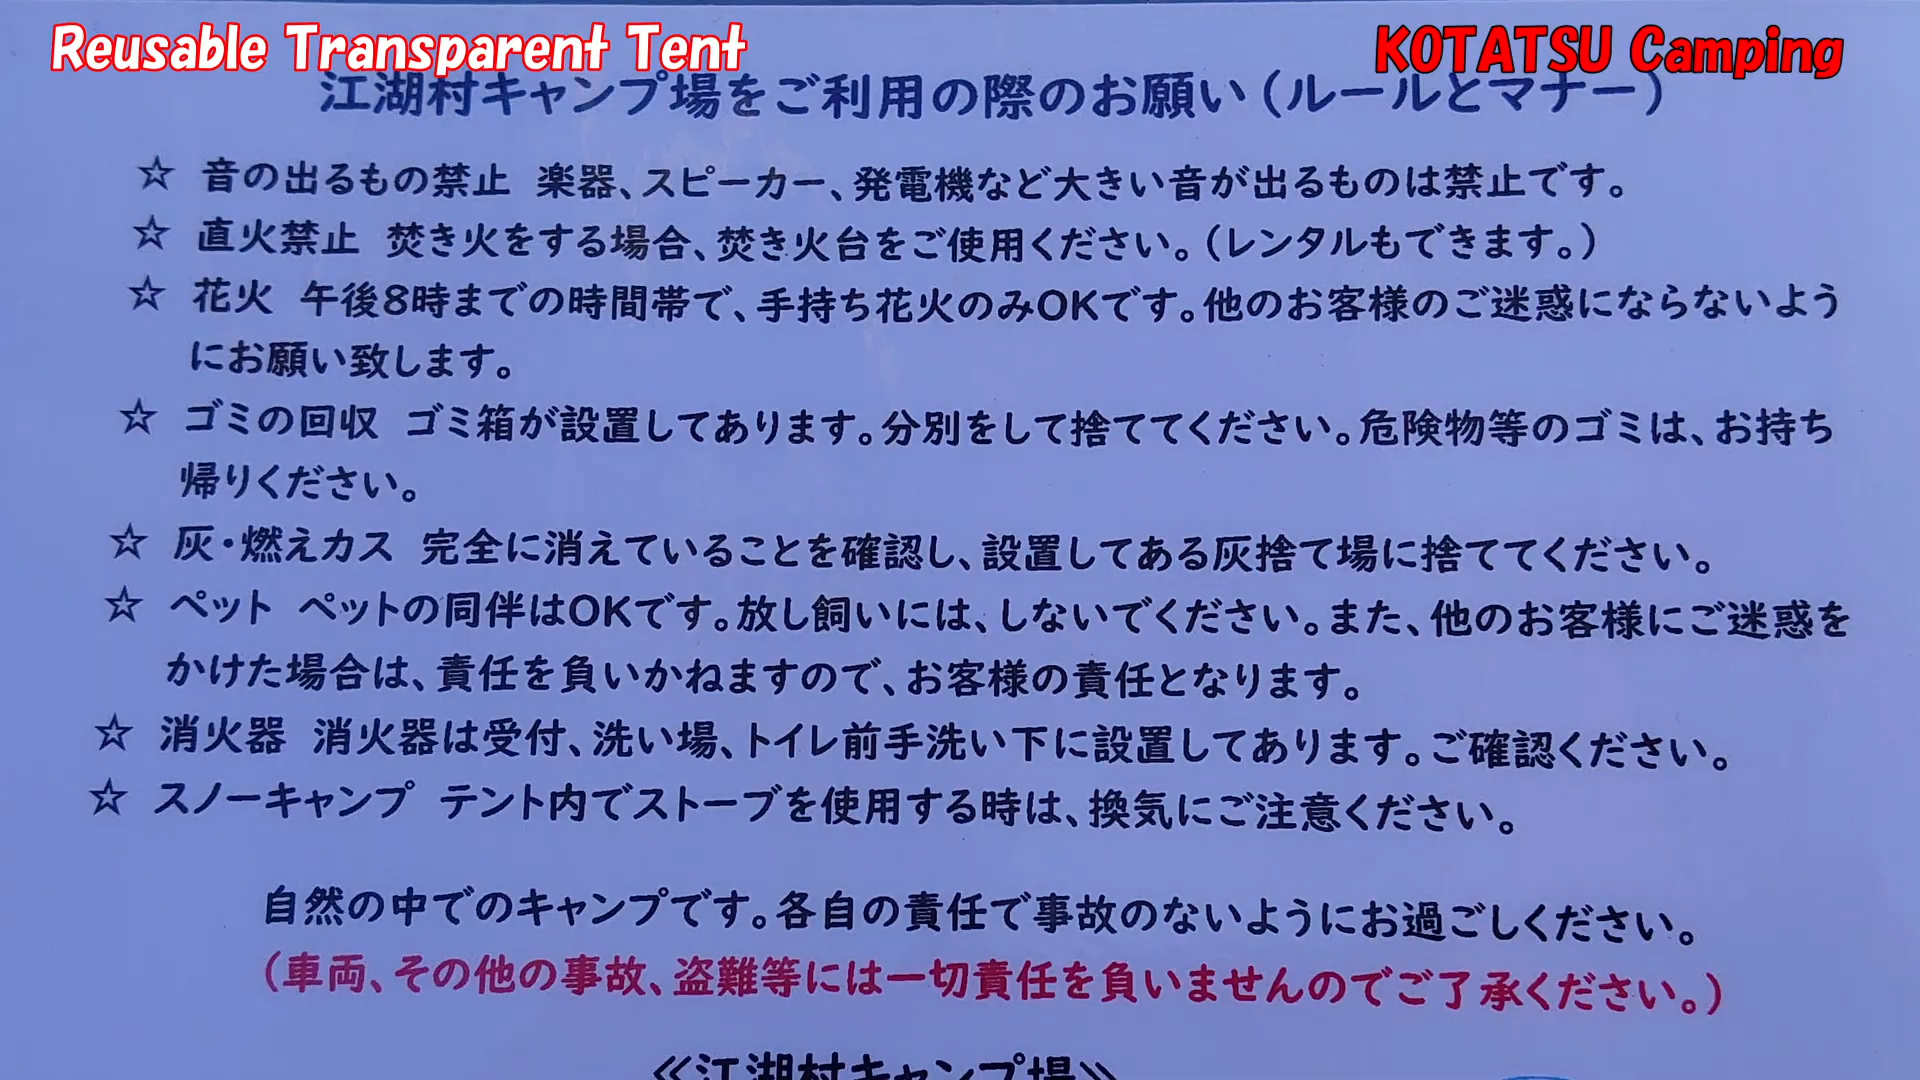 Reusable Transparent Tent
KOTATSU Camping
江湖村キャンプ場をご利用の際のお願い（ルールとマナー）
☆ 音の出るもの禁止 楽器、スピーカー、発電機など大きい音が出るものは禁止です。
☆ 直火禁止 焚き火をする場合、焚き火台をご使用ください。（レンタルもできます。）
☆ 花火 午後8時までの時間帯で、手持ち花火のみOKです。他のお客様のご迷惑にならないよう
にお願い致します。
☆ ゴミの回収 ゴミ箱が設置してあります。分別をして捨ててください。危険物等のゴミは、お持ち
帰りください。
☆ 灰・燃えカス 完全に消えていることを確認し、設置してある灰捨て場に捨ててください。
☆ ペット ペットの同伴はOKです。放し飼いには、しないでください。また、他のお客様にご迷惑を
かけた場合は、責任を負いかねますので、お客様の責任となります。
☆ 消火器 消火器は受付、洗い場、トイレ前手洗い下に設置してあります。ご確認ください。
☆ スノーキャンプ テント内でストーブを使用する時は、換気にご注意ください。
自然の中でのキャンプです。各自の責任で事故のないようにお過ごしください。
（車両、その他の事故、盗難等には一切責任を負いませんのでご了承ください。）
≪江湖村キャンプ場≫